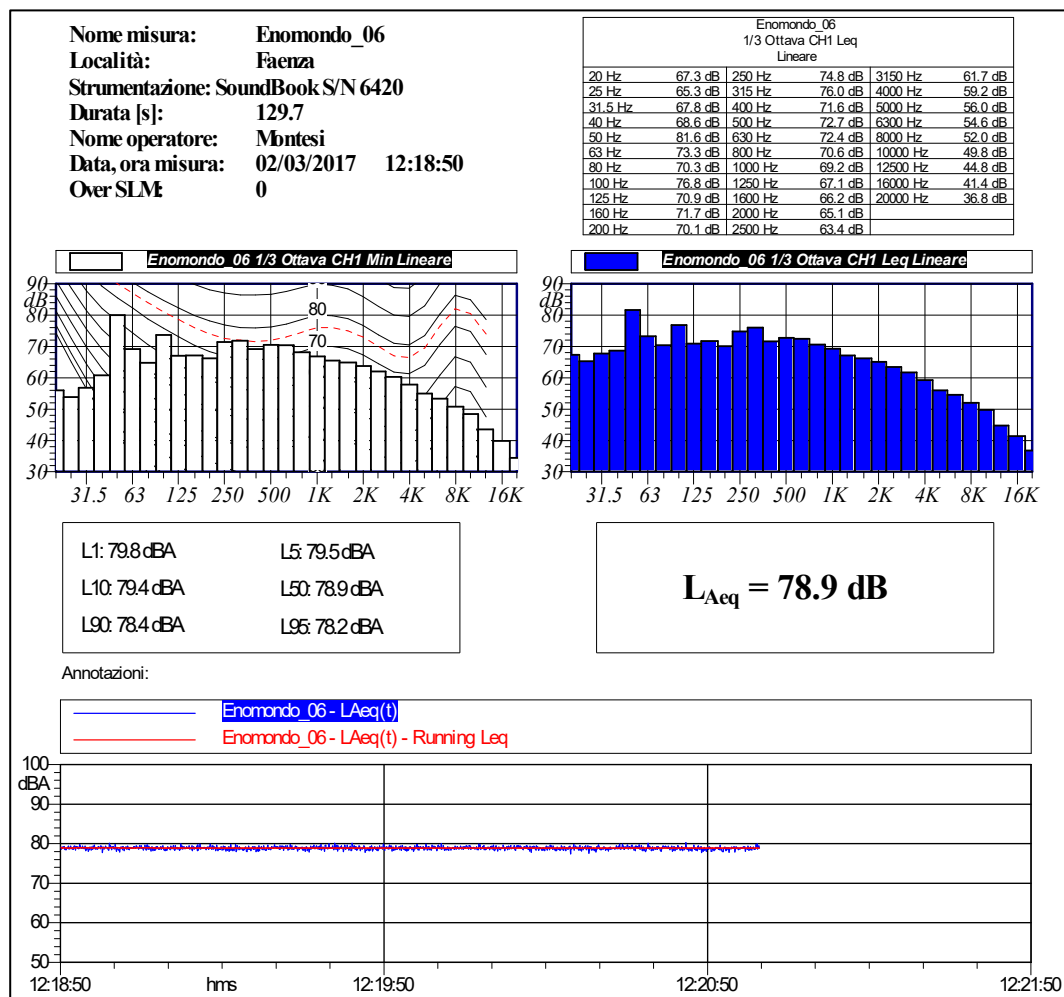 Nome misura: Enomondo_06
Località: Faenza
Strumentazione: SoundBook S/N 6420
Durata [s]: 129.7
Nome operatore: Montesi
Data, ora misura: 02/03/2017 12:18:50
Over SLM: 0
Enomondo_06
1/3 Ottava CH1 Leq
Lineare
20 Hz 67.3 dB 250 Hz 74.8 dB 3150 Hz 61.7 dB
25 Hz 65.3 dB 315 Hz 76.0 dB 4000 Hz 59.2 dB
31.5 Hz 67.8 dB 400 Hz 71.6 dB 5000 Hz 56.0 dB
40 Hz 68.6 dB 500 Hz 72.7 dB 6300 Hz 54.6 dB
50 Hz 81.6 dB 630 Hz 72.4 dB 8000 Hz 52.0 dB
63 Hz 73.3 dB 800 Hz 70.6 dB 10000 Hz 49.8 dB
80 Hz 70.3 dB 1000 Hz 69.2 dB 12500 Hz 44.8 dB
100 Hz 76.8 dB 1250 Hz 67.1 dB 16000 Hz 41.4 dB
125 Hz 70.9 dB 1600 Hz 66.2 dB 20000 Hz 36.8 dB
160 Hz 71.7 dB 2000 Hz 65.1 dB
200 Hz 70.1 dB 2500 Hz 63.4 dB
Enomondo_06 1/3 Ottava CH1 Min Lineare
90
dB
80
70
60
50
40
30
80
70
31.5 63 125 250 500 1K 2K 4K 8K 16K
Enomondo_06 1/3 Ottava CH1 Leq Lineare
90
dB
80
70
60
50
40
30
31.5 63 125 250 500 1K 2K 4K 8K 16K
L1: 79.8 dBA L5: 79.5 dBA
L10: 79.4 dBA L50: 78.9 dBA
L90: 78.4 dBA L95: 78.2 dBA
LAeq = 78.9 dB
Annotazioni:
Enomondo_06 - LAeq(t)
Enomondo_06 - LAeq(t) - Running Leq
100
dBA
90
80
70
60
50
12:18:50 hms 12:19:50 12:20:50 12:21:50